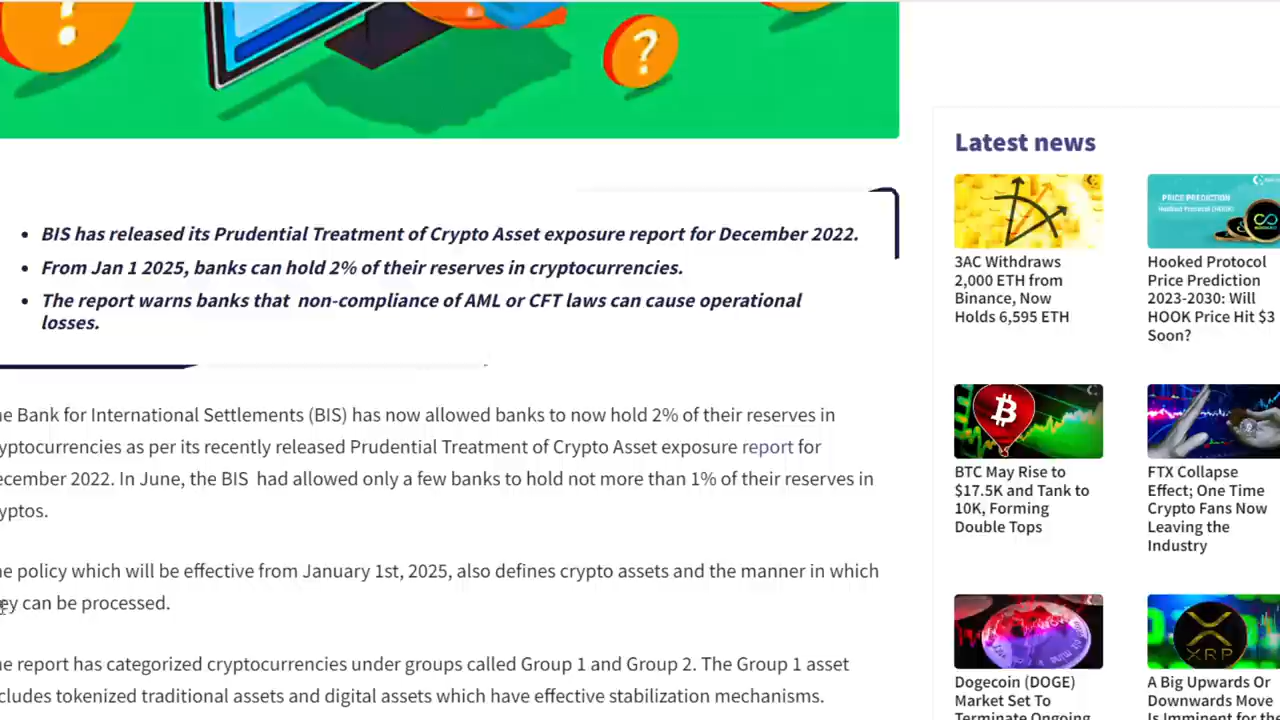 BIS has released its Prudential Treatment of Crypto Asset exposure report for December 2022.
From Jan 1 2025, banks can hold 2% of their reserves in cryptocurrencies.
The report warns banks that non-compliance of AML or CFT laws can cause operational
losses.
e Bank for International Settlements (BIS) has now allowed banks to now hold 2% of their reserves in
yptocurrencies as per its recently released Prudential Treatment of Crypto Asset exposure report for
ecember 2022. In June, the BIS had allowed only a few banks to hold not more than 1% of their reserves in
yptos.
e policy which will be effective from January 1st, 2025, also defines crypto assets and the manner in which
ey can be processed.
e report has categorized cryptocurrencies under groups called Group 1 and Group 2. The Group 1 asset
cludes tokenized traditional assets and digital assets which have effective stabilization mechanisms.
Latest news
3AC Withdraws
2,000 ETH from
Binance, Now
Holds 6,595 ETH
PRICE PREDICTION
Hooked Protocol (HOOK)
Hooked Protocol
Price Prediction
2023-2030: Will
HOOK Price Hit $3
Soon?
BTC May Rise to
$17.5K and Tank to
10K, Forming
Double Tops
FTX Collapse
Effect; One Time
Crypto Fans Now
Leaving the
Industry
Dogecoin (DOGE)
Market Set To
Terminate Ongoing
XRP
A Big Upwards Or
Downwards Move
Is Imminent for the